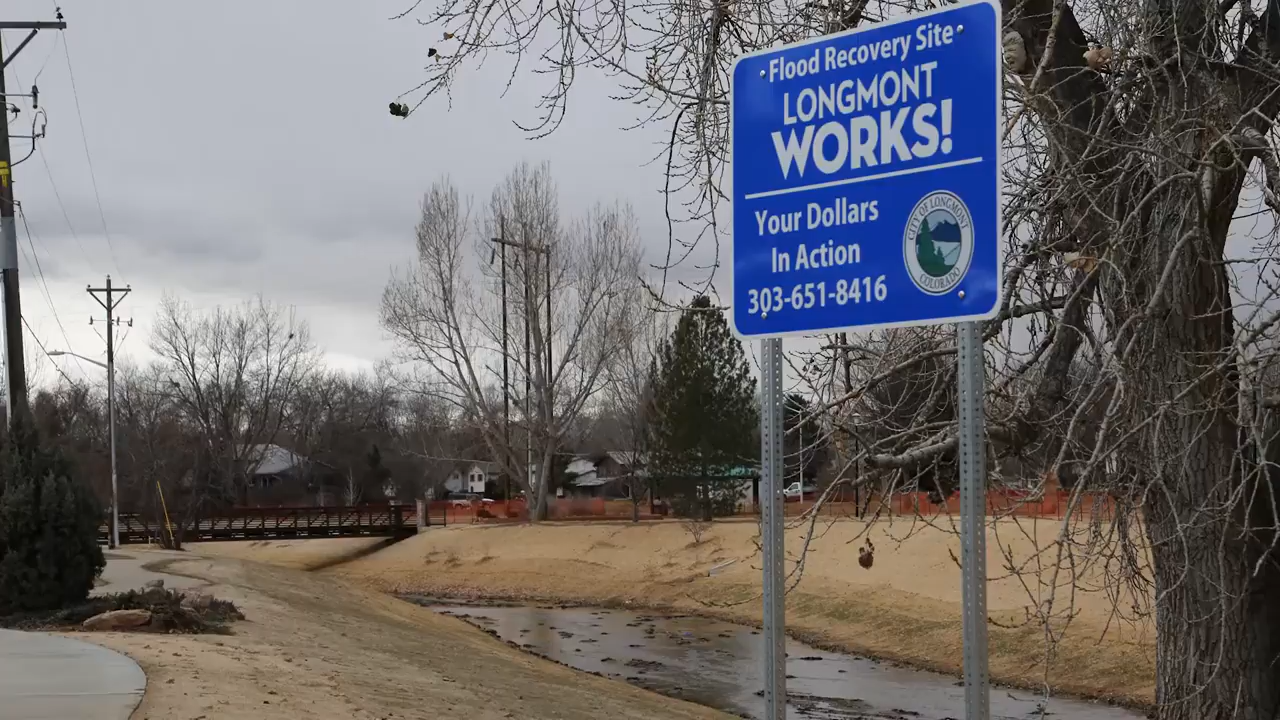 Flood Recovery Site
LONGMONT
WORKS!
Your Dollars
In Action
303-651-8416
CITY OF LONGMONT
COLORADO